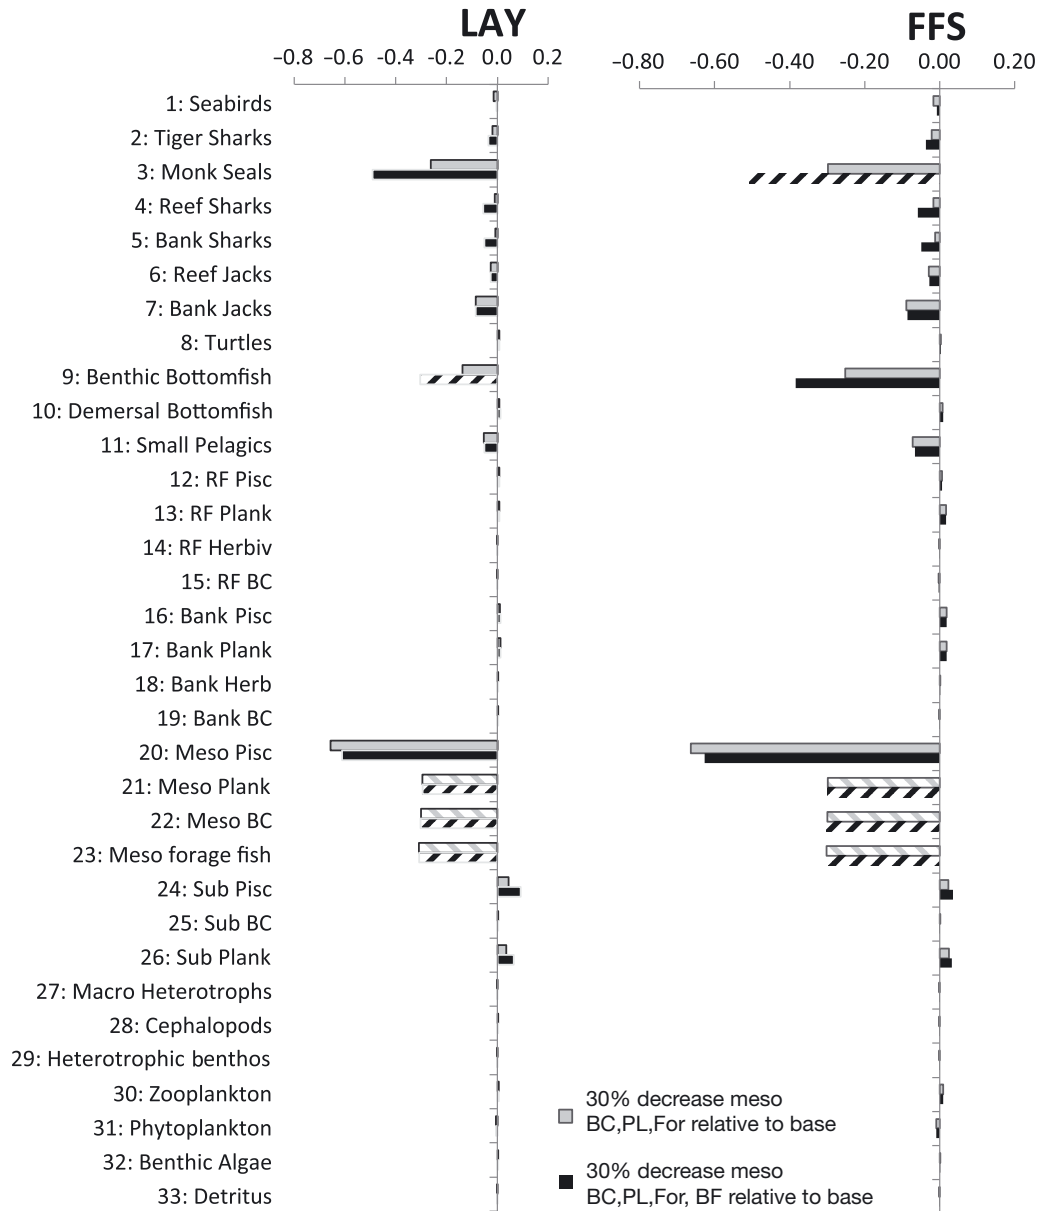 LAY
FFS
−0.8 −0.6 −0.4 −0.2 0.0 0.2
-0.80 -0.60 -0.40 -0.20 0.00 0.20
1: Seabirds
2: Tiger Sharks
3: Monk Seals
4: Reef Sharks
5: Bank Sharks
6: Reef Jacks
7: Bank Jacks
8: Turtles
9: Benthic Bottomfish
10: Demersal Bottomfish
11: Small Pelagics
12: RF Pisc
13: RF Plank
14: RF Herbiv
15: RF BC
16: Bank Pisc
17: Bank Plank
18: Bank Herb
19: Bank BC
20: Meso Pisc
21: Meso Plank
22: Meso BC
23: Meso forage fish
24: Sub Pisc
25: Sub BC
26: Sub Plank
27: Macro Heterotrophs
28: Cephalopods
29: Heterotrophic benthos
30: Zooplankton
31: Phytoplankton
32: Benthic Algae
33: Detritus
30% decrease meso
BC,PL,For relative to base
30% decrease meso
BC,PL,For, BF relative to base